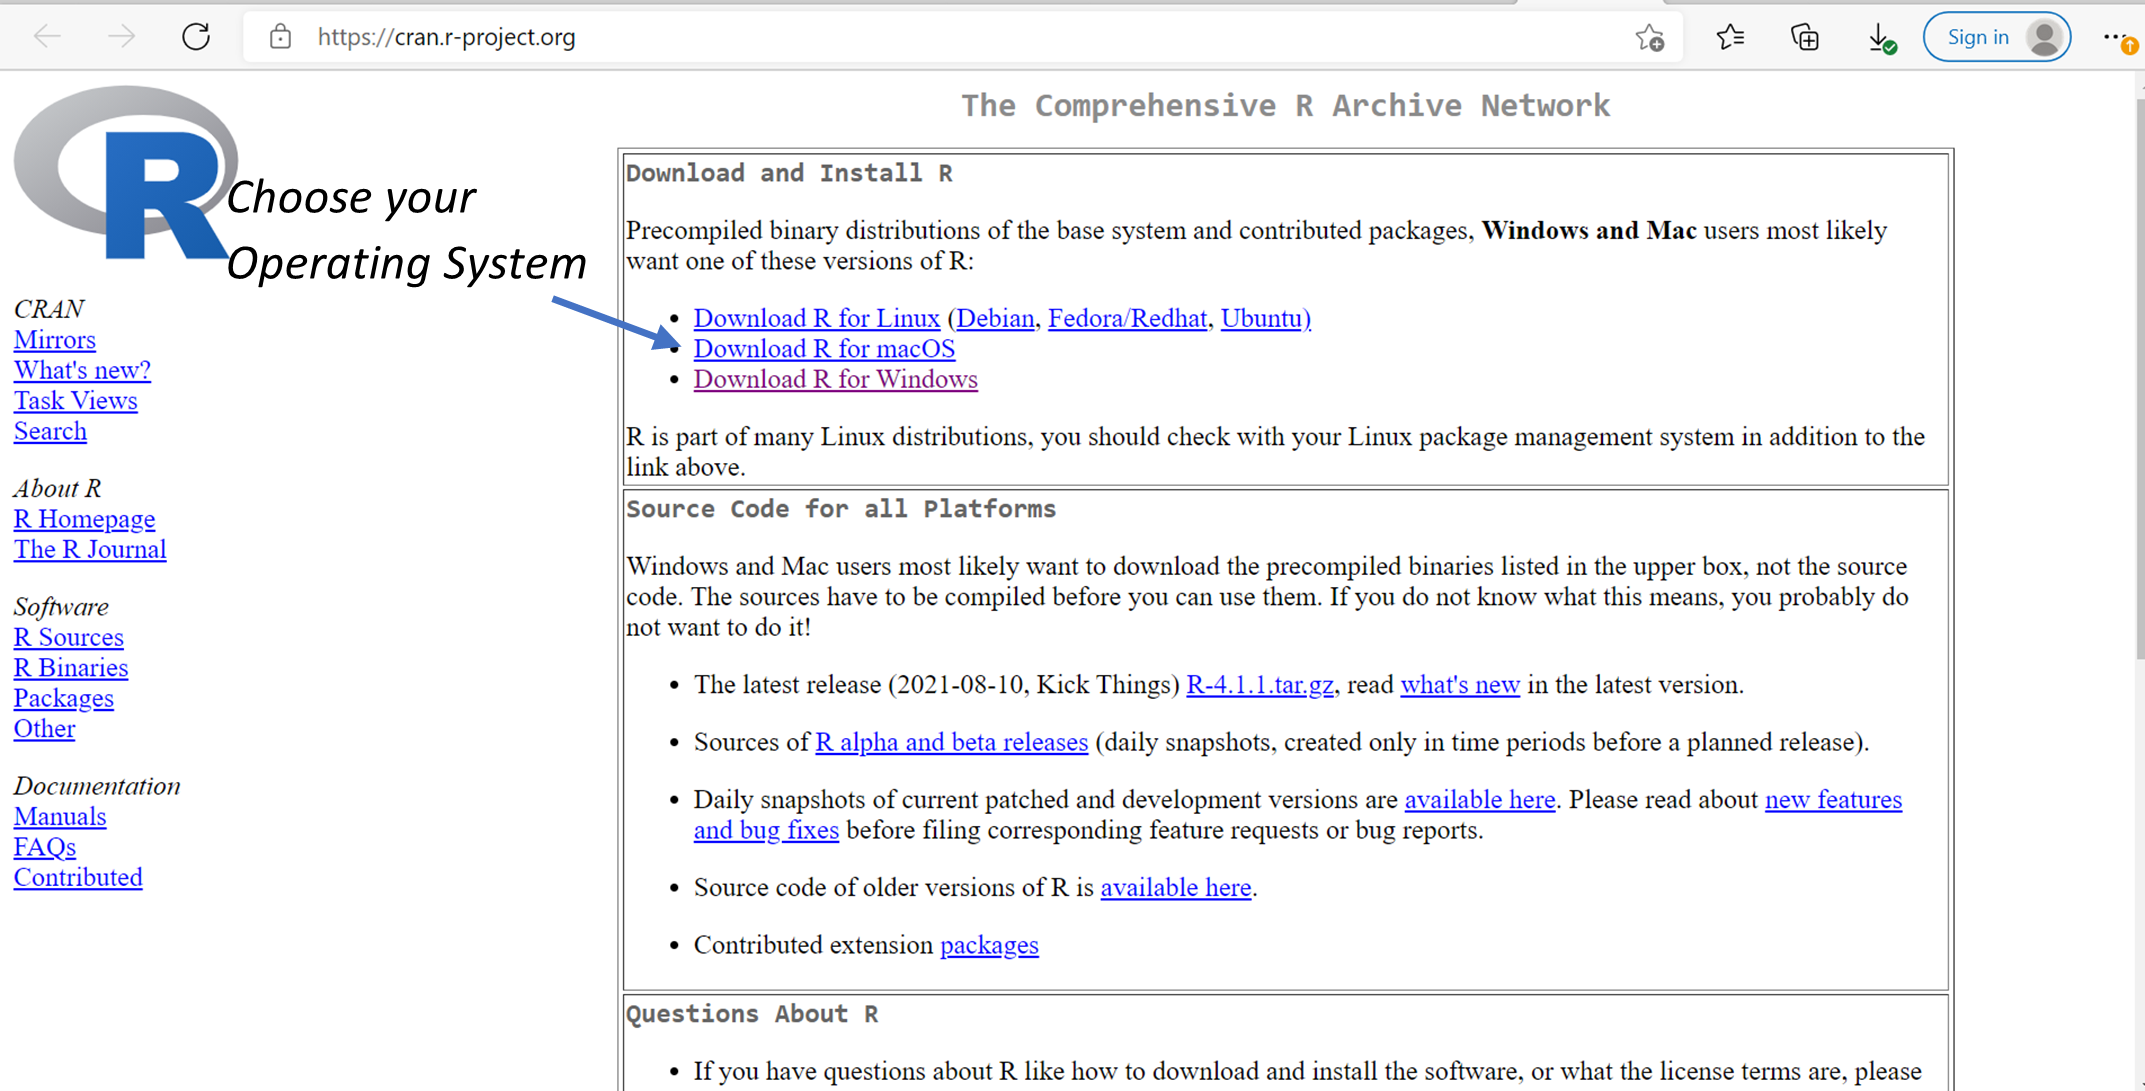 https://cran.r-project.org
Sign in
R
Choose your
Operating System
CRAN
Mirrors
What's new?
Task Views
Search
About R
R Homepage
The R Journal
Software
R Sources
R Binaries
Packages
Other
Documentation
Manuals
FAQs
Contributed
The Comprehensive R Archive Network
Download and Install R
Precompiled binary distributions of the base system and contributed packages, Windows and Mac users most likely
want one of these versions of R:
• Download R for Linux (Debian, Fedora/Redhat, Ubuntu)
• Download R for macOS
• Download R for Windows
R is part of many Linux distributions, you should check with your Linux package management system in addition to the
link above.
Source Code for all Platforms
Windows and Mac users most likely want to download the precompiled binaries listed in the upper box, not the source
code. The sources have to be compiled before you can use them. If you do not know what this means, you probably do
not want to do it!
• The latest release (2021-08-10, Kick Things) R-4.1.1.tar.gz, read what's new in the latest version.
• Sources of R alpha and beta releases (daily snapshots, created only in time periods before a planned release).
• Daily snapshots of current patched and development versions are available here. Please read about new features
and bug fixes before filing corresponding feature requests or bug reports.
• Source code of older versions of R is available here.
• Contributed extension packages
Questions About R
• If you have questions about R like how to download and install the software, or what the license terms are, please